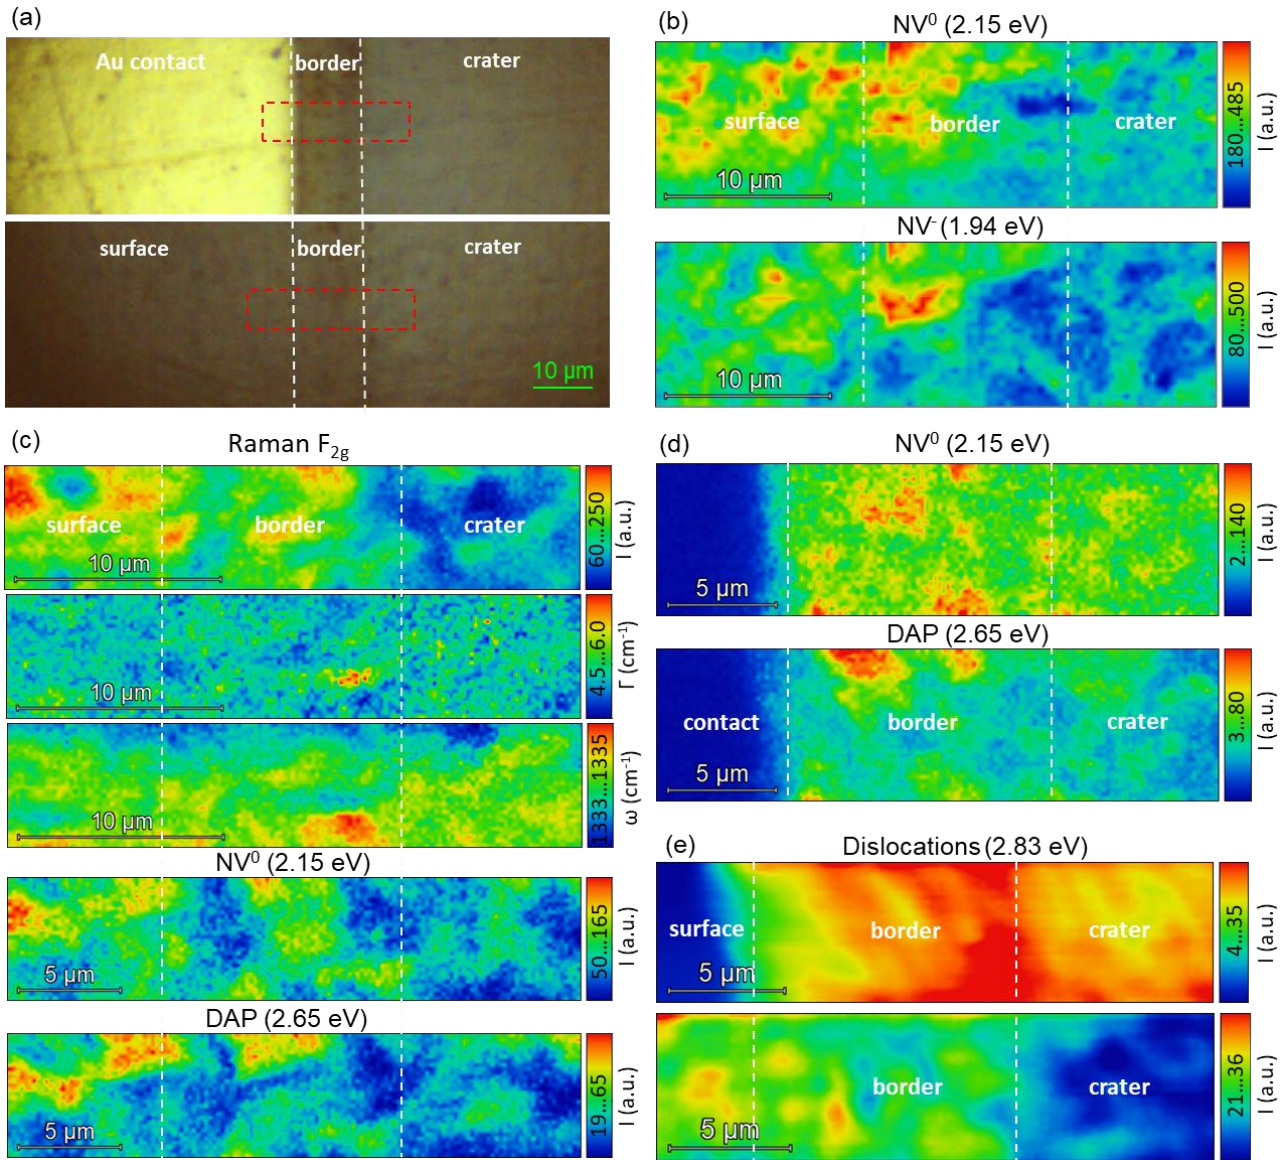 (a)
Au contact border crater
surface border crater
10 µm
(b)
NV⁰ (2.15 eV)
surface border crater
10 µm
180...485
I (a.u.)
NV⁻ (1.94 eV)
10 µm
80...500
I (a.u.)
(c)
Raman F₂g
surface border crater
10 µm
60...250
I (a.u.)
10 µm
4.5...6.0
Γ (cm⁻¹)
10 µm
1333...1335
ω (cm⁻¹)
NV⁰ (2.15 eV)
5 µm
50...165
I (a.u.)
DAP (2.65 eV)
5 µm
19...65
I (a.u.)
(d)
NV⁰ (2.15 eV)
5 µm
2...140
I (a.u.)
DAP (2.65 eV)
contact border crater
5 µm
3...80
I (a.u.)
(e)
Dislocations (2.83 eV)
surface border crater
5 µm
4...35
I (a.u.)
border crater
5 µm
21...36
I (a.u.)